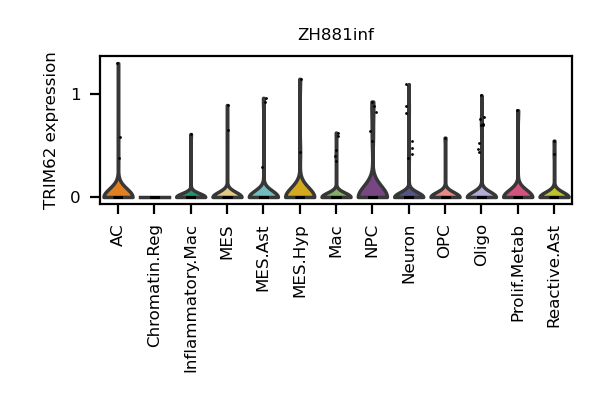 ZH881inf
TRIM62 expression
1
0
AC
Chromatin.Reg
Inflammatory.Mac
MES
MES.Ast
MES.Hyp
Mac
NPC
Neuron
OPC
Oligo
Prolif.Metab
Reactive.Ast